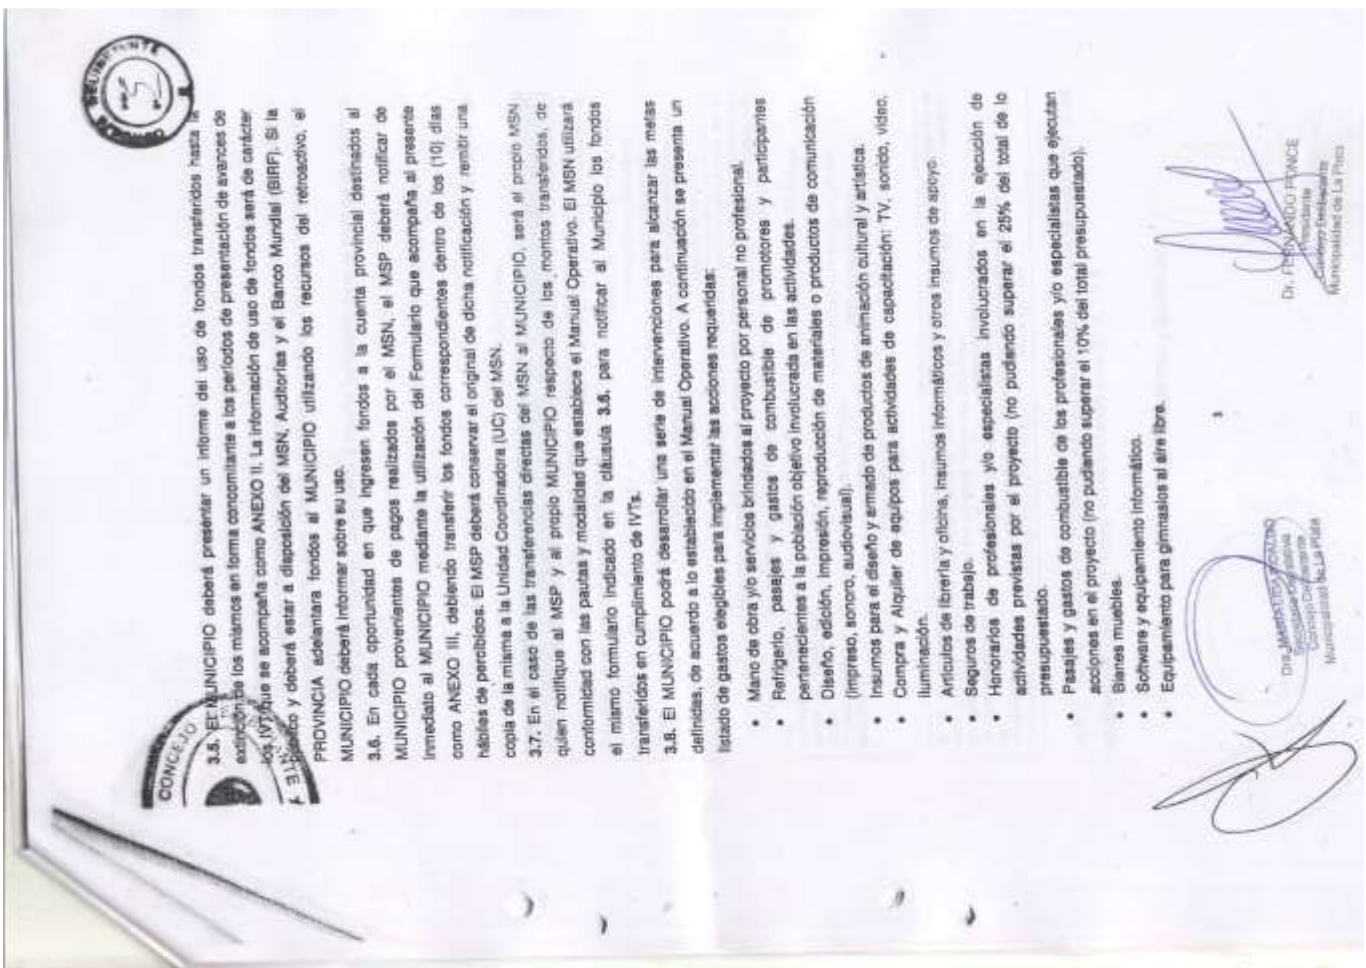 3.5. El MUNICIPIO deberá presentar un informe del uso de fondos transferidos hasta la
extinción de los mismos en forma concomitante a los períodos de presentación de avances de
los (IVT) que se acompaña como ANEXO II. La información de uso de fondos será de carácter
público y deberá estar a disposición del MSN, Auditorías y el Banco Mundial (BIRF). Si la
PROVINCIA adelantara fondos al MUNICIPIO utilizando los recursos del retroactivo, el
MUNICIPIO deberá informar sobre su uso.
3.6. En cada oportunidad en que ingresen fondos a la cuenta provincial destinados al
MUNICIPIO provenientes de pagos realizados por el MSN, el MSP deberá notificar de
inmediato al MUNICIPIO mediante la utilización del Formulario que acompaña al presente
como ANEXO III, debiendo transferir los fondos correspondientes dentro de los (10) días
hábiles de percibidos. El MSP deberá conservar el original de dicha notificación y remitir una
copia de la misma a la Unidad Coordinadora (UC) del MSN.
3.7. En el caso de las transferencias directas del MSN al MUNICIPIO, será el propio MSN,
quien notifique al MSP y al propio MUNICIPIO respecto de los montos transferidos, de
conformidad con las pautas y modalidad que establece el Manual Operativo. El MSN utilizará
el mismo formulario indicado en la cláusula 3.6. para notificar al Municipio los fondos
transferidos en cumplimiento de IVTs.
3.8. El MUNICIPIO podrá desarrollar una serie de intervenciones para alcanzar las metas
definidas, de acuerdo a lo establecido en el Manual Operativo. A continuación se presenta un
listado de gastos elegibles para implementar las acciones requeridas:
• Mano de obra y/o servicios brindados al proyecto por personal no profesional.
• Refrigerio, pasajes y gastos de combustible de promotores y participantes
pertenecientes a la población objetivo involucrada en las actividades.
• Diseño, edición, impresión, reproducción de materiales o productos de comunicación
(impreso, sonoro, audiovisual).
• Insumos para el diseño y armado de productos de animación cultural y artística.
• Compra y Alquiler de equipos para actividades de capacitación: TV, sonido, video,
iluminación.
• Artículos de librería y oficina, insumos informáticos y otros insumos de apoyo.
• Seguros de trabajo.
• Honorarios de profesionales y/o especialistas involucrados en la ejecución de
actividades previstas por el proyecto (no pudiendo superar el 25% del total de lo
presupuestado.
• Pasajes y gastos de combustible de los profesionales y/o especialistas que ejecutan
acciones en el proyecto (no pudiendo superar el 10% del total presupuestado).
• Bienes muebles.
• Software y equipamiento informático.
• Equipamiento para gimnasios al aire libre.
3
Dr. FERNANDO PONCE
Presidente
Concejo Deliberante
Concejo Deliberante
CONCEJO